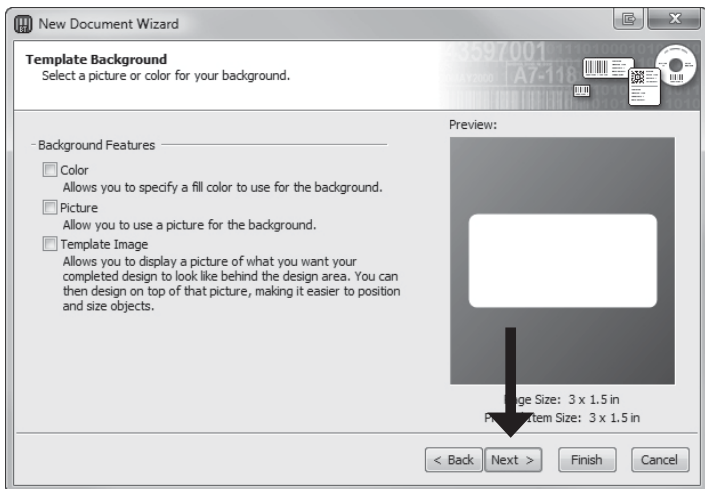 New Document Wizard
Template Background
Select a picture or color for your background.
A7-118
Preview:
Background Features
Color
Allows you to specify a fill color to use for the background.
Picture
Allow you to use a picture for the background.
Template Image
Allows you to display a picture of what you want your
completed design to look like behind the design area. You can
then design on top of that picture, making it easier to position
and size objects.
Size: 3 x 1.5 in
Item Size: 3 x 1.5 in
< Back Next > Finish Cancel